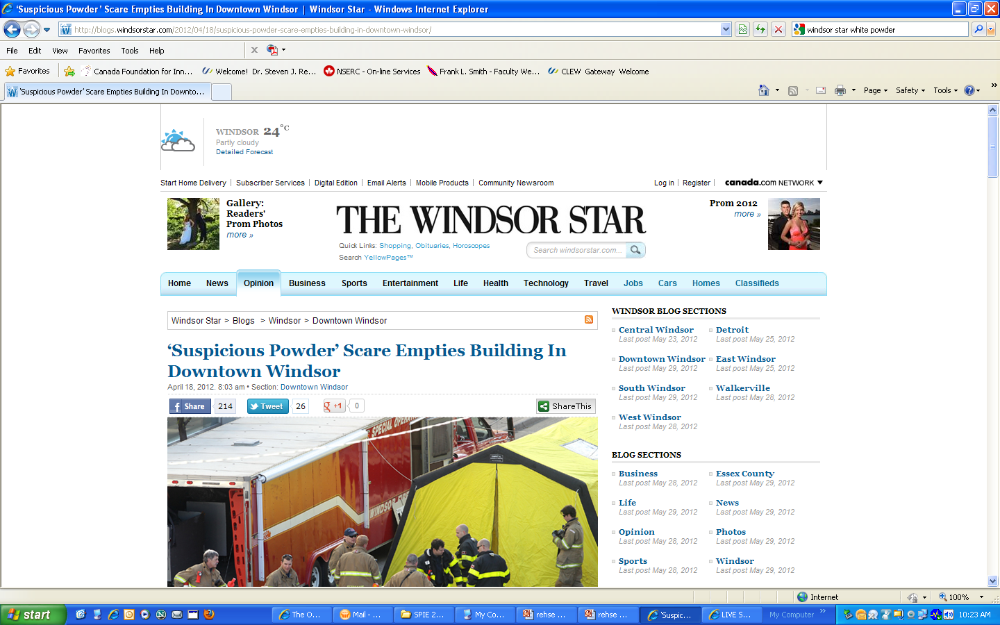 ‘Suspicious Powder’ Scare Empties Building In Downtown Windsor | Windsor Star - Windows Internet Explorer
http://blogs.windsorstar.com/2012/04/18/suspicious-powder-scare-empties-building-in-downtown-windsor/
windsor star white powder
File Edit View Favorites Tools Help
Favorites Canada Foundation for Inn... Welcome! Dr. Steven J. Re... NSERC - On-line Services Frank L. Smith - Faculty We... CLEW Gateway Welcome
‘Suspicious Powder’ Scare Empties Building In Downto... Page Safety Tools
WINDSOR 24°C
Partly cloudy
Detailed Forecast
Start Home Delivery | Subscriber Services | Digital Edition | Email Alerts | Mobile Products | Community Newsroom Log in | Register | canada.com NETWORK
Gallery:
Readers'
Prom Photos
more »
THE WINDSOR STAR
Quick Links: Shopping, Obituaries, Horoscopes
Search YellowPages™
Search windsorstar.com...
Prom 2012
more »
Home News Opinion Business Sports Entertainment Life Health Technology Travel Jobs Cars Homes Classifieds
Windsor Star > Blogs > Windsor > Downtown Windsor
‘Suspicious Powder’ Scare Empties Building In
Downtown Windsor
April 18, 2012. 8:03 am • Section: Downtown Windsor
Share 214 Tweet 26 +1 0 ShareThis
SPECIAL OPERA
WINDSOR FIRE
WINDSOR BLOG SECTIONS
Central Windsor Detroit
Last post May 23, 2012 Last post May 25, 2012
Downtown Windsor East Windsor
Last post May 29, 2012 Last post May 25, 2012
South Windsor Walkerville
Last post May 29, 2012 Last post May 28, 2012
West Windsor
Last post May 28, 2012
BLOG SECTIONS
Business Essex County
Last post May 28, 2012 Last post May 29, 2012
Life News
Last post May 29, 2012 Last post May 29, 2012
Opinion Photos
Last post May 28, 2012 Last post May 29, 2012
Sports Windsor
Last post May 28, 2012 Last post May 29, 2012
Internet 100%
start The O... Mail - ... SPIE 2... My Co... rehse ... rehse ... ‘Suspic... LIVE S... My Computer 10:23 AM